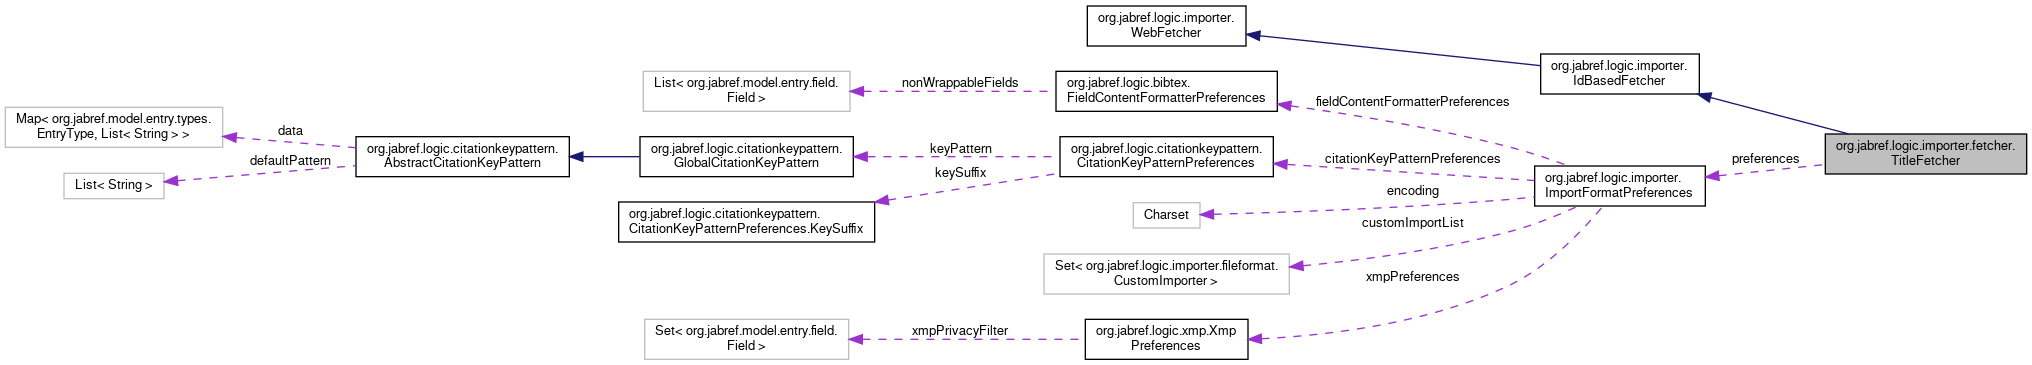 org.jabref.logic.importer.
WebFetcher
org.jabref.logic.importer.
IdBasedFetcher
List< org.jabref.model.entry.field.
Field >
nonWrappableFields
org.jabref.logic.bibtex.
FieldContentFormatterPreferences
fieldContentFormatterPreferences
Map< org.jabref.model.entry.types.
EntryType, List< String > >
data
defaultPattern
List< String >
org.jabref.logic.citationkeypattern.
AbstractCitationKeyPattern
org.jabref.logic.citationkeypattern.
GlobalCitationKeyPattern
keyPattern
keySuffix
org.jabref.logic.citationkeypattern.
CitationKeyPatternPreferences
citationKeyPatternPreferences
org.jabref.logic.importer.fetcher.
TitleFetcher
preferences
org.jabref.logic.importer.
ImportFormatPreferences
encoding
org.jabref.logic.citationkeypattern.
CitationKeyPatternPreferences.KeySuffix
Charset
customImportList
Set< org.jabref.logic.importer.fileformat.
CustomImporter >
xmpPreferences
Set< org.jabref.model.entry.field.
Field >
xmpPrivacyFilter
org.jabref.logic.xmp.Xmp
Preferences